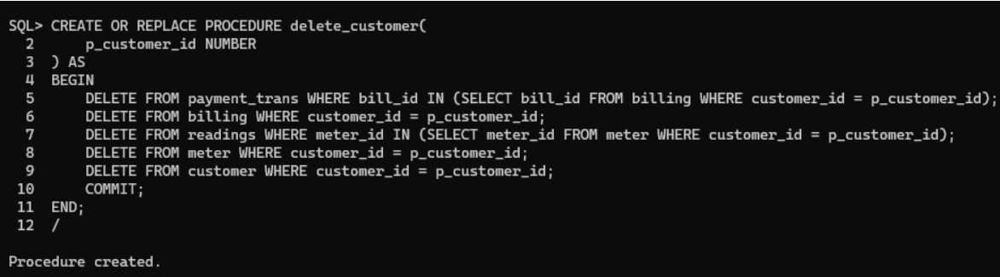 SQL> CREATE OR REPLACE PROCEDURE delete_customer(
  2      p_customer_id NUMBER
  3  ) AS
  4  BEGIN
  5      DELETE FROM payment_trans WHERE bill_id IN (SELECT bill_id FROM billing WHERE customer_id = p_customer_id);
  6      DELETE FROM billing WHERE customer_id = p_customer_id;
  7      DELETE FROM readings WHERE meter_id IN (SELECT meter_id FROM meter WHERE customer_id = p_customer_id);
  8      DELETE FROM meter WHERE customer_id = p_customer_id;
  9      DELETE FROM customer WHERE customer_id = p_customer_id;
 10      COMMIT;
 11  END;
 12  /
Procedure created.